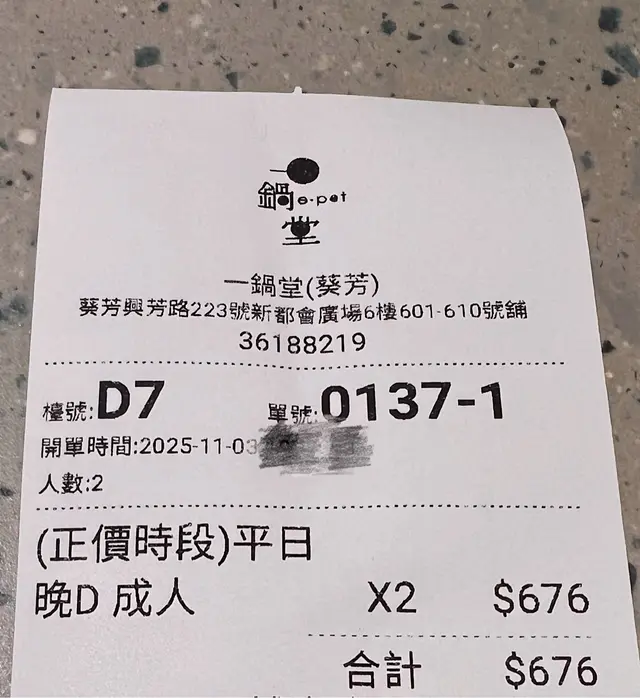 一
鍋 e·pot
堂
一鍋堂(葵芳)
葵芳興芳路223號新都會廣場6樓601-610號舖
36188219
檯號:D7 單號:0137-1
開單時間:2025-11-03
人數:2
(正價時段)平日
晚D 成人 X2 $676
合計 $676